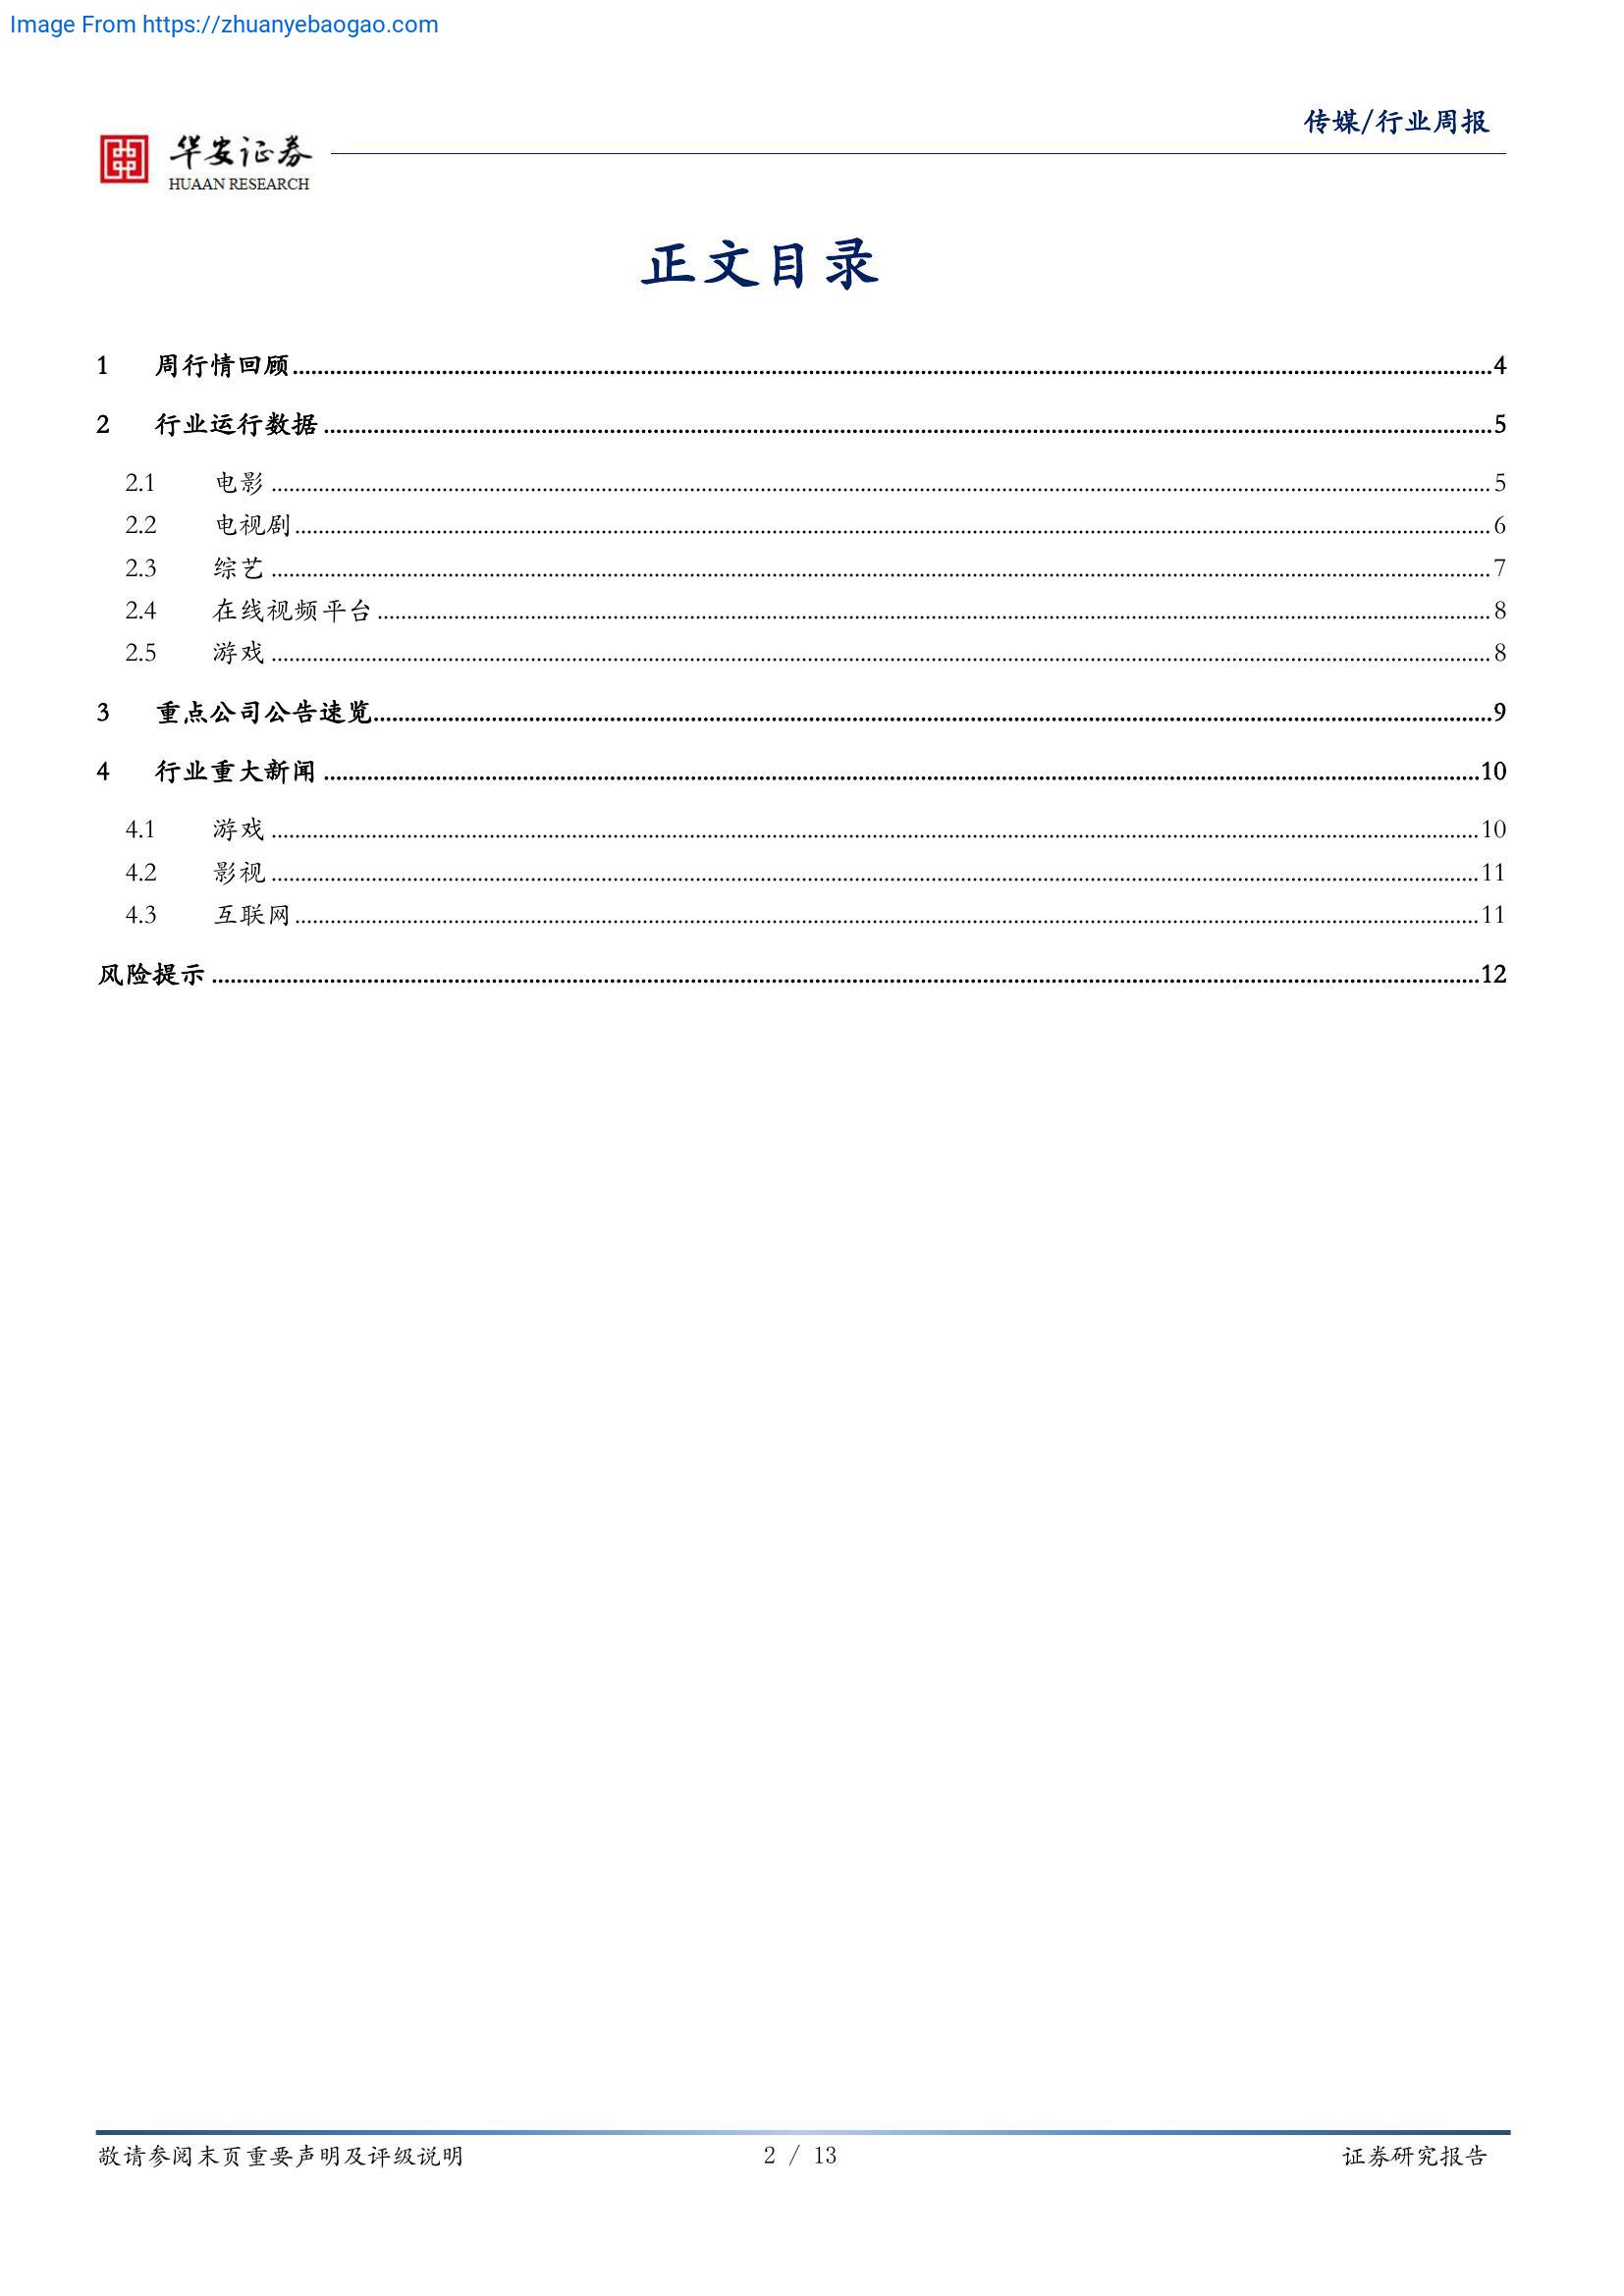 Image From https://zhuanyebaogao.com
传媒/行业周报
华安证券
HUAAN RESEARCH
正文目录
1 周行情回顾 4
2 行业运行数据 5
2.1 电影 5
2.2 电视剧 6
2.3 综艺 7
2.4 在线视频平台 8
2.5 游戏 8
3 重点公司公告速览 9
4 行业重大新闻 10
4.1 游戏 10
4.2 影视 11
4.3 互联网 11
风险提示 12
敬请参阅末页重要声明及评级说明 2 / 13 证券研究报告